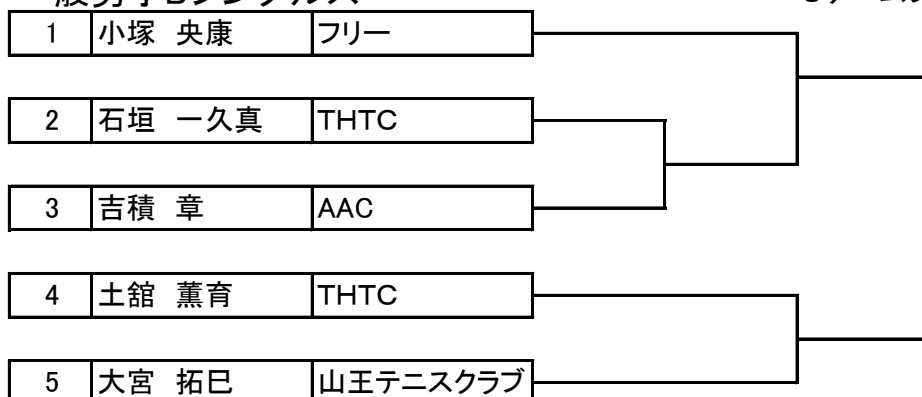 1 小塚 央康 フリー
2 石垣 一久真 THTC
3 吉積 章 AAC
4 土舘 薫育 THTC
5 大宮 拓巳 山王テニスクラブ